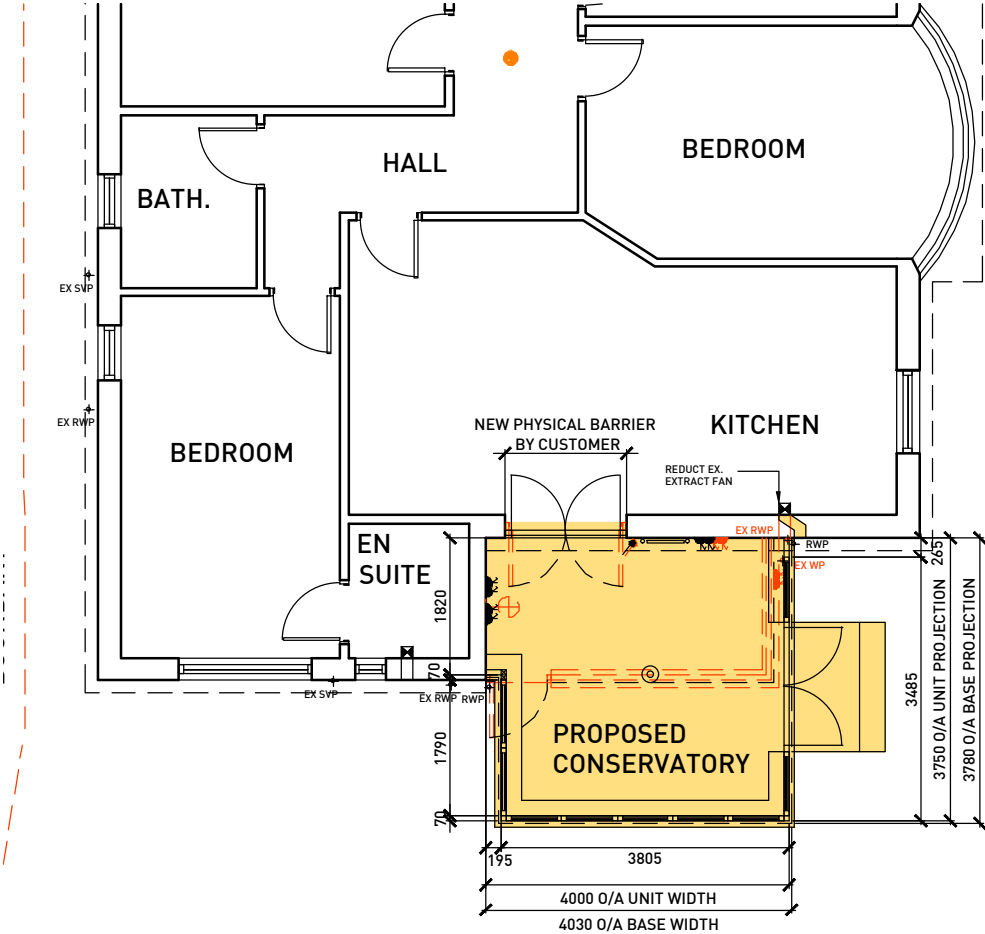 BEDROOM
HALL
BATH.
EX SVP
EX RWP
NEW PHYSICAL BARRIER
BY CUSTOMER
KITCHEN
BEDROOM
REDUCT EX.
EXTRACT FAN
EX RWP
RWP
EX WP
EN
SUITE
265
1820
70
EX SVP
EX RWP
RWP
1790
70
PROPOSED
CONSERVATORY
3485
3750 O/A UNIT PROJECTION
3780 O/A BASE PROJECTION
195
3805
4000 O/A UNIT WIDTH
4030 O/A BASE WIDTH